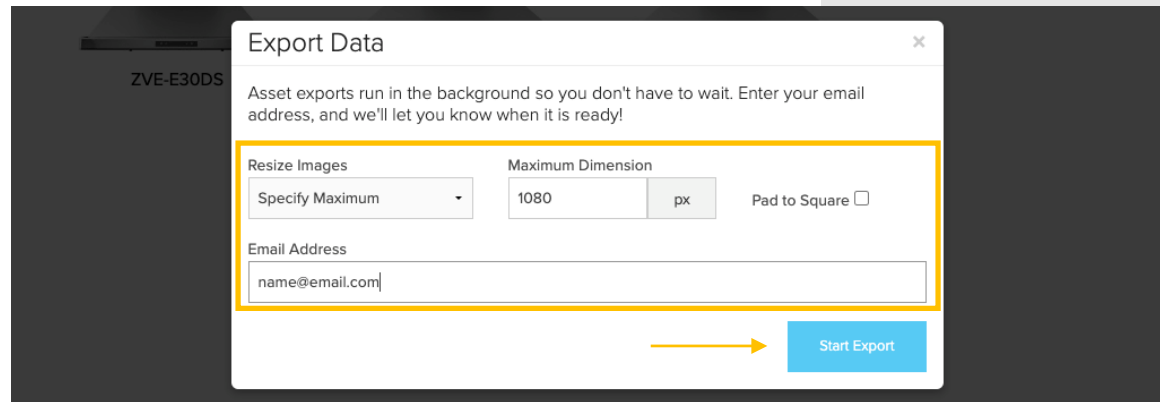 Export Data
×
ZVE-E30DS
Asset exports run in the background so you don't have to wait. Enter your email
address, and we'll let you know when it is ready!
Resize Images
Maximum Dimension
Specify Maximum
1080
px
Pad to Square
Email Address
name@email.com
Start Export